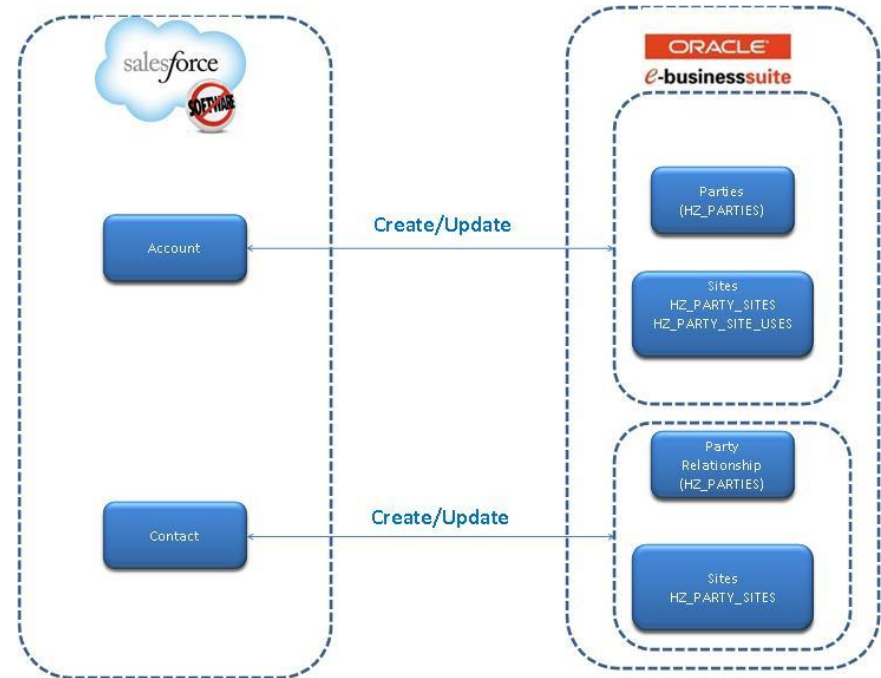 salesforce
SOFTWARE
ORACLE
e-businesssuite
Account
Create/Update
Parties
(HZ_PARTIES)
Sites
HZ_PARTY_SITES
HZ_PARTY_SITE_USES
Contact
Create/Update
Party
Relationship
(HZ_PARTIES)
Sites
HZ_PARTY_SITES